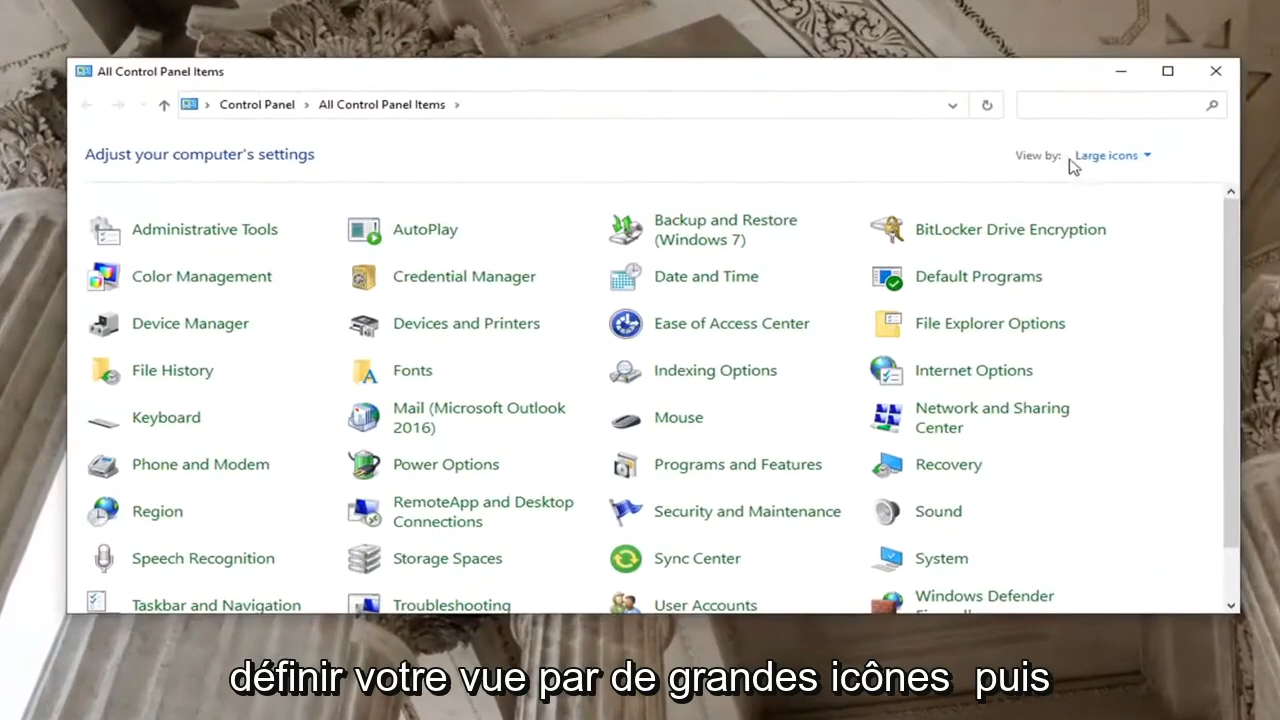 All Control Panel Items
Control Panel > All Control Panel Items >
Adjust your computer's settings
View by: Large icons
Administrative Tools
AutoPlay
Backup and Restore
(Windows 7)
BitLocker Drive Encryption
Color Management
Credential Manager
Date and Time
Default Programs
Device Manager
Devices and Printers
Ease of Access Center
File Explorer Options
File History
Fonts
Indexing Options
Internet Options
Keyboard
Mail (Microsoft Outlook
2016)
Mouse
Network and Sharing
Center
Phone and Modem
Power Options
Programs and Features
Recovery
Region
RemoteApp and Desktop
Connections
Security and Maintenance
Sound
Speech Recognition
Storage Spaces
Sync Center
System
Taskbar and Navigation
Troubleshooting
User Accounts
Windows Defender
définir votre vue par de grandes icônes puis